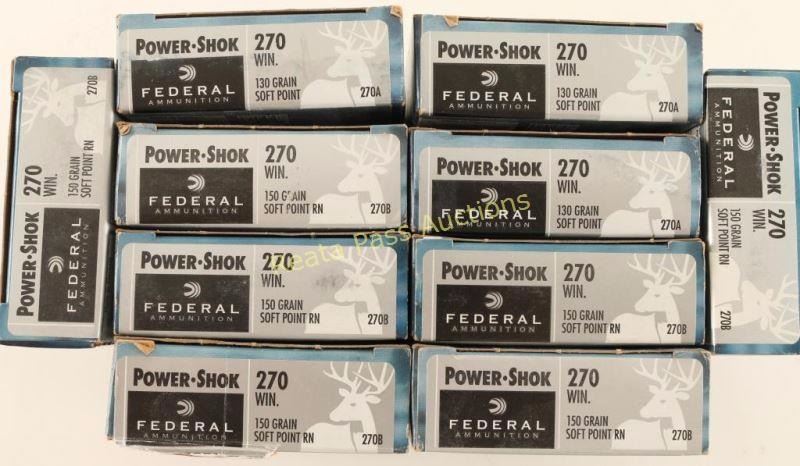 POWER•SHOK
270
WIN.
FEDERAL
AMMUNITION
130 GRAIN
SOFT POINT
270A
POWER•SHOK
270
WIN.
FEDERAL
AMMUNITION
130 GRAIN
SOFT POINT
270A
POWER•SHOK
270
WIN.
FEDERAL
AMMUNITION
150 GRAIN
SOFT POINT RN
270B
POWER•SHOK
270
WIN.
FEDERAL
AMMUNITION
150 GRAIN
SOFT POINT RN
270B
POWER•SHOK
270
WIN.
FEDERAL
AMMUNITION
130 GRAIN
SOFT POINT
270A
POWER•SHOK
270
WIN.
FEDERAL
AMMUNITION
150 GRAIN
SOFT POINT RN
270B
Reata Pass Auctions
POWER•SHOK
270
WIN.
FEDERAL
AMMUNITION
150 GRAIN
SOFT POINT RN
270B
POWER•SHOK
270
WIN.
FEDERAL
AMMUNITION
150 GRAIN
SOFT POINT RN
270B
POWER•SHOK
270
WIN.
FEDERAL
AMMUNITION
150 GRAIN
SOFT POINT RN
270B
POWER•SHOK
270
WIN.
FEDERAL
AMMUNITION
150 GRAIN
SOFT POINT RN
270B